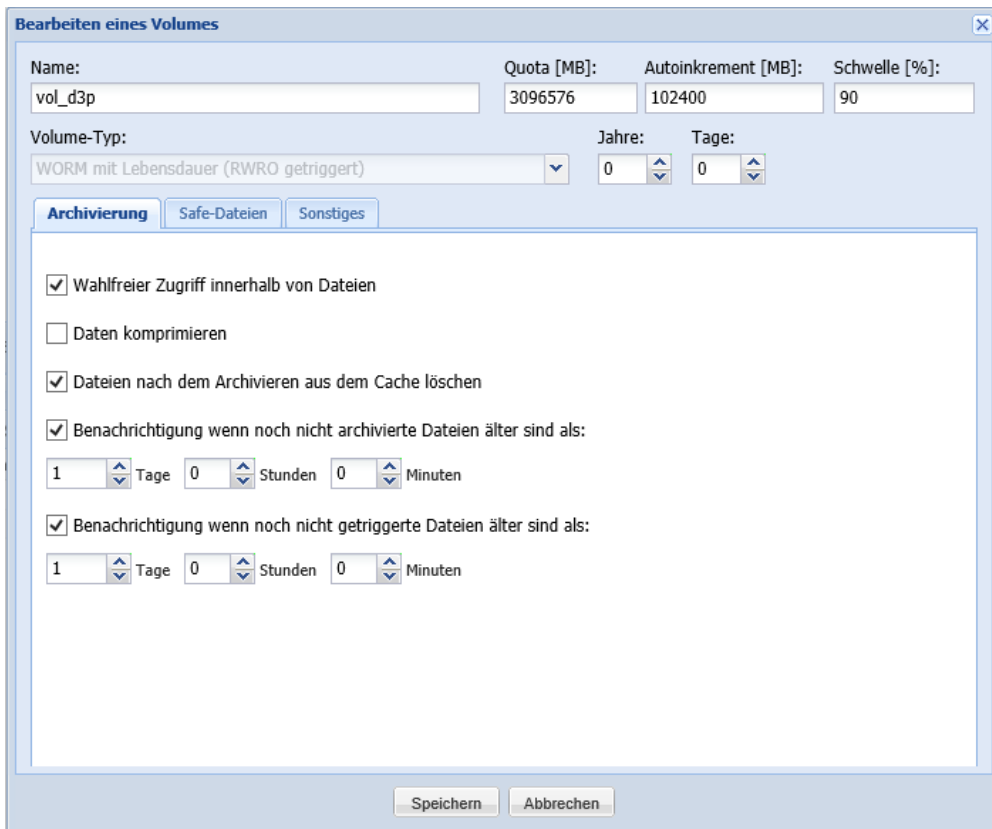 Bearbeiten eines Volumes
Name: Quota [MB]: Autoinkrement [MB]: Schwelle [%]:
vol_d3p 3096576 102400 90
Volume-Typ: Jahre: Tage:
WORM mit Lebensdauer (RWRO getriggert) 0 0
Archivierung Safe-Dateien Sonstiges
Wahlfreier Zugriff innerhalb von Dateien
Daten komprimieren
Dateien nach dem Archivieren aus dem Cache löschen
Benachrichtigung wenn noch nicht archivierte Dateien älter sind als:
1 Tage 0 Stunden 0 Minuten
Benachrichtigung wenn noch nicht getriggerte Dateien älter sind als:
1 Tage 0 Stunden 0 Minuten
Speichern Abbrechen